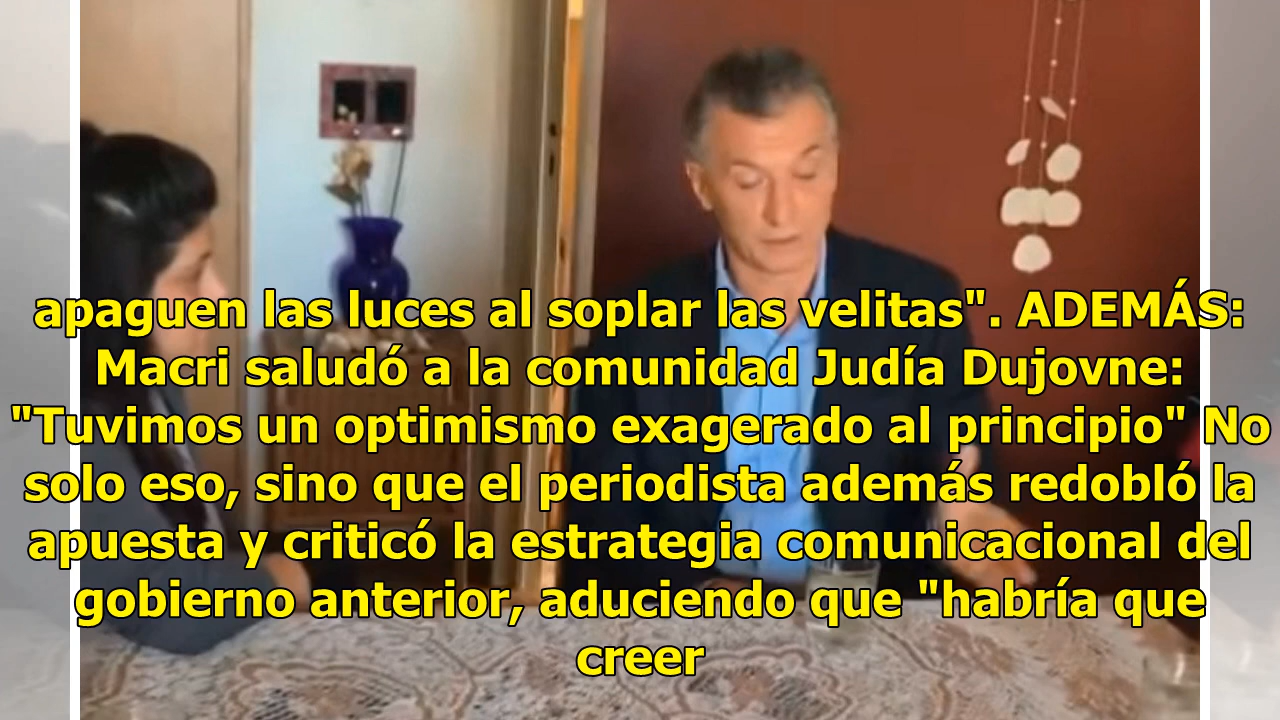 apaguen las luces al soplar las velitas". ADEMÁS:
Macri saludó a la comunidad Judía Dujovne:
"Tuvimos un optimismo exagerado al principio" No
solo eso, sino que el periodista además redobló la
apuesta y criticó la estrategia comunicacional del
gobierno anterior, aduciendo que "habría que
creer